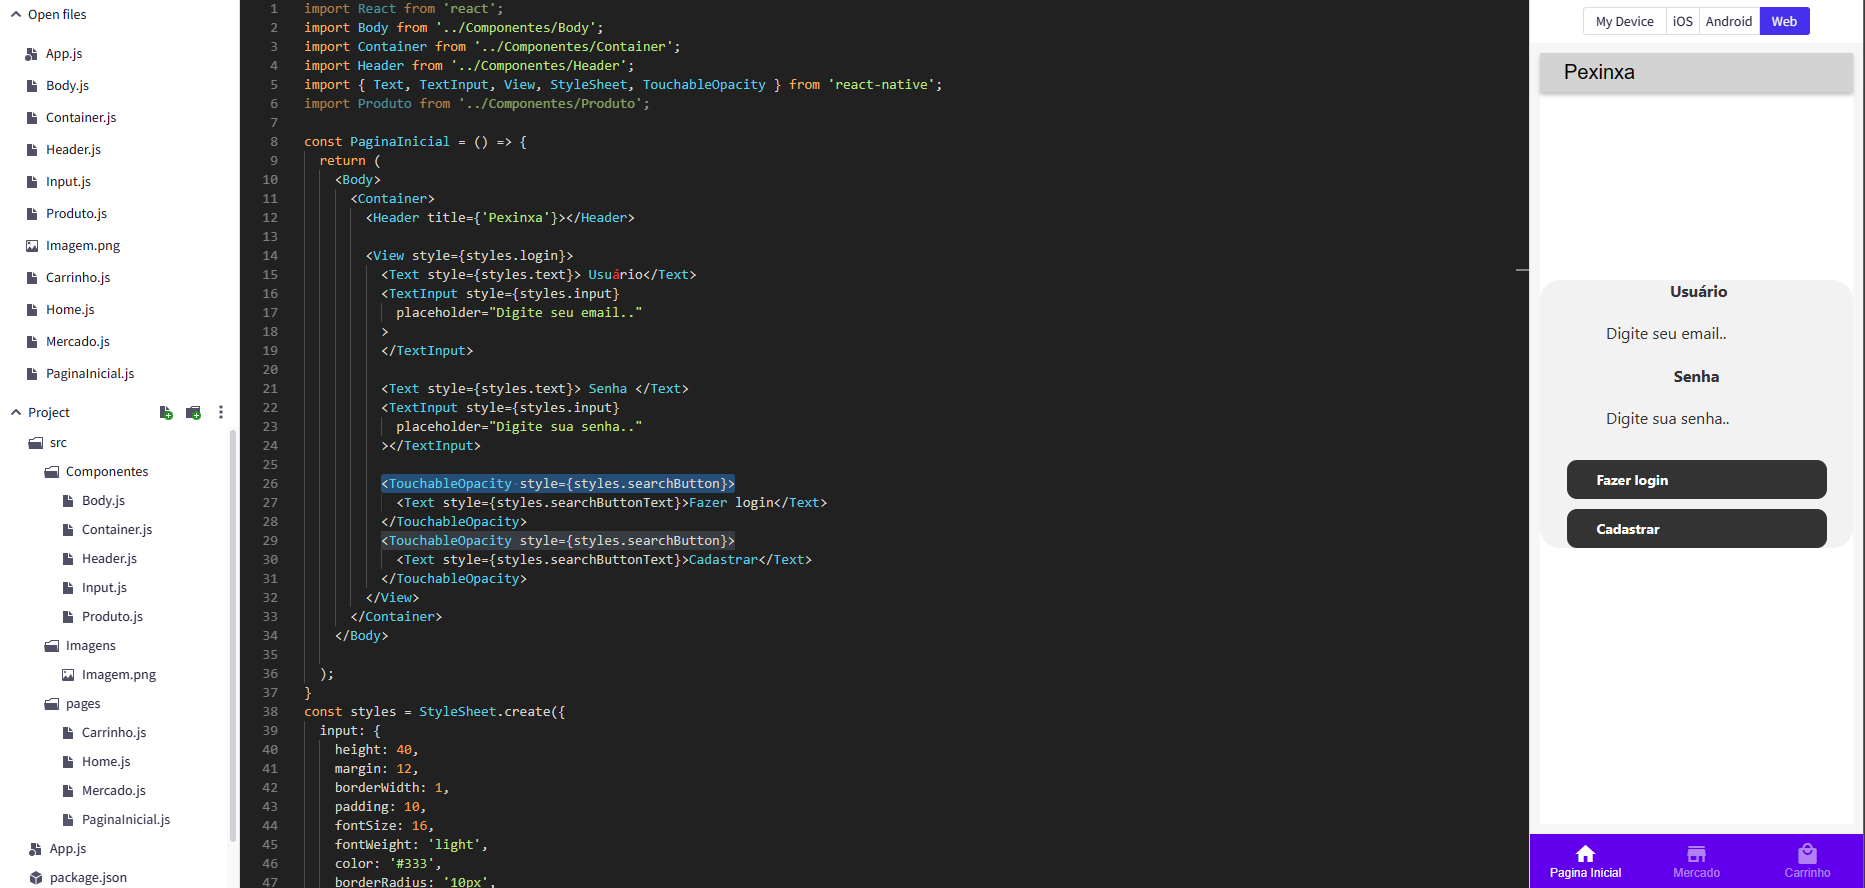 Open files
App.js
Body.js
Container.js
Header.js
Input.js
Produto.js
Imagem.png
Carrinho.js
Home.js
Mercado.js
PaginaInicial.js
Project
src
Componentes
Body.js
Container.js
Header.js
Input.js
Produto.js
Imagens
Imagem.png
pages
Carrinho.js
Home.js
Mercado.js
PaginaInicial.js
App.js
package.json
1 import React from 'react';
2 import Body from '../Componentes/Body';
3 import Container from '../Componentes/Container';
4 import Header from '../Componentes/Header';
5 import { Text, TextInput, View, StyleSheet, TouchableOpacity } from 'react-native';
6 import Produto from '../Componentes/Produto';
7
8 const PaginaInicial = () => {
9 return (
10 <Body>
11 <Container>
12 <Header title={'Pexinxa'}></Header>
13
14 <View style={styles.login}>
15 <Text style={styles.text}> Usuário</Text>
16 <TextInput style={styles.input}
17 placeholder="Digite seu email.."
18 >
19 </TextInput>
20
21 <Text style={styles.text}> Senha </Text>
22 <TextInput style={styles.input}
23 placeholder="Digite sua senha.."
24 ></TextInput>
25
26 <TouchableOpacity style={styles.searchButton}>
27 <Text style={styles.searchButtonText}>Fazer login</Text>
28 </TouchableOpacity>
29 <TouchableOpacity style={styles.searchButton}>
30 <Text style={styles.searchButtonText}>Cadastrar</Text>
31 </TouchableOpacity>
32 </View>
33 </Container>
34 </Body>
35
36 );
37 }
38 const styles = StyleSheet.create({
39 input: {
40 height: 40,
41 margin: 12,
42 borderWidth: 1,
43 padding: 10,
44 fontSize: 16,
45 fontWeight: 'light',
46 color: '#333',
47 borderRadius: '10px',
My Device iOS Android Web
Pexinxa
Usuário
Digite seu email..
Senha
Digite sua senha..
Fazer login
Cadastrar
Pagina Inicial Mercado Carrinho